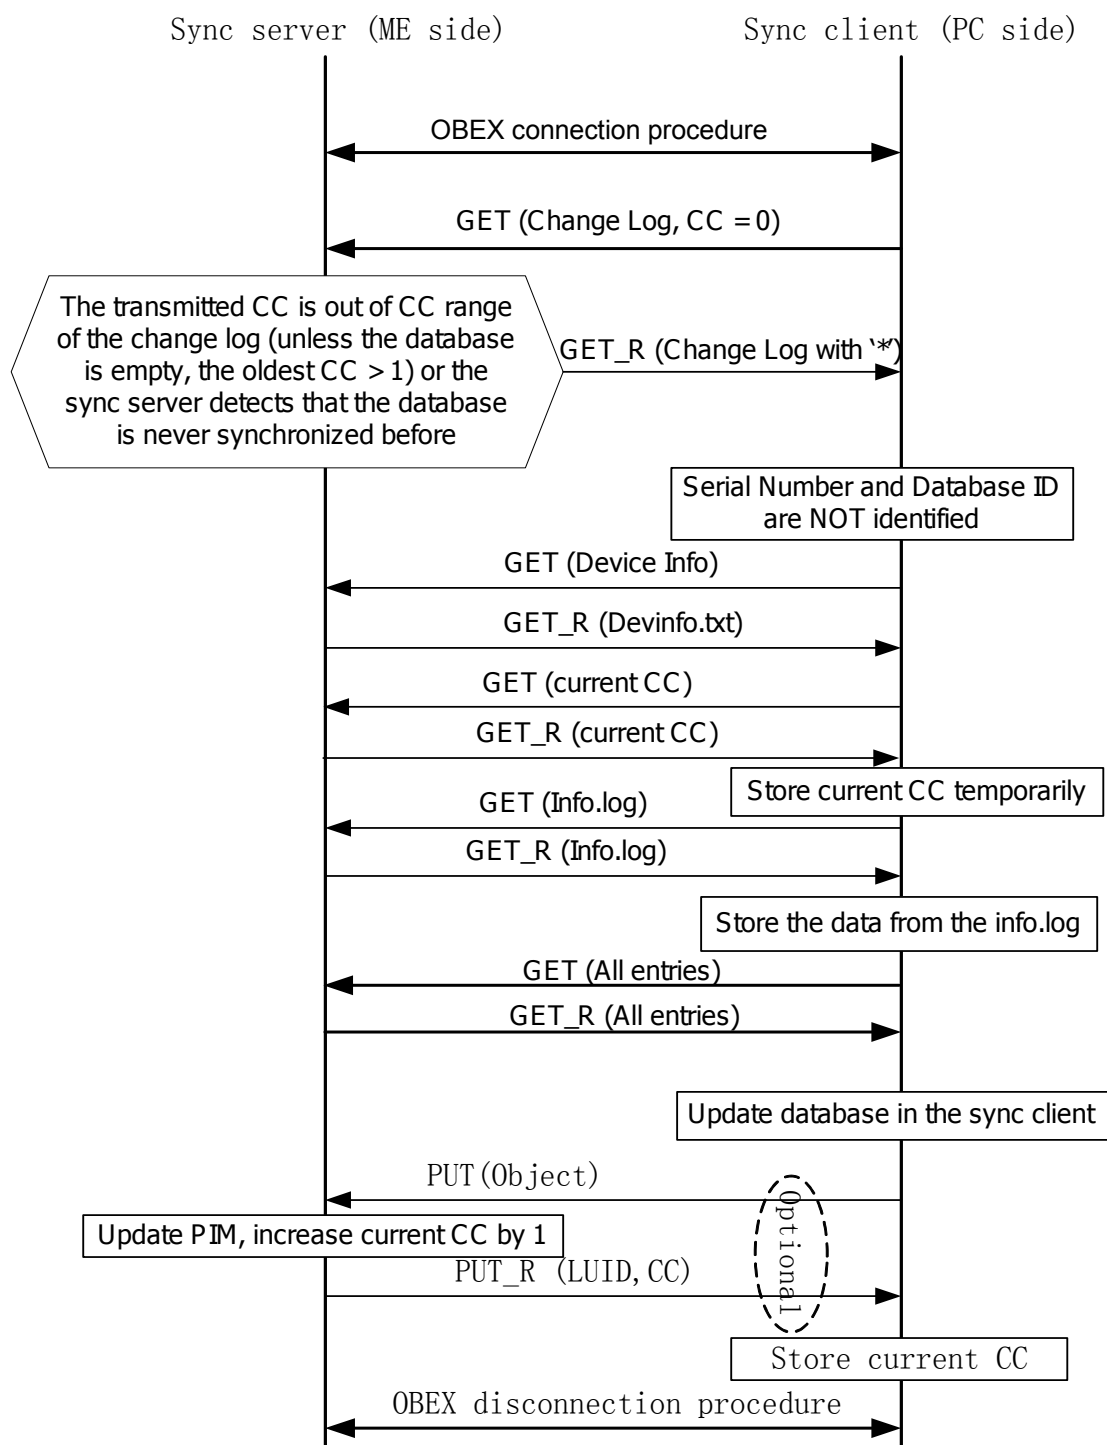 Sync server (ME side)
Sync client (PC side)
OBEX connection procedure
GET (Change Log, CC = 0)
The transmitted CC is out of CC range
of the change log (unless the database
is empty, the oldest CC > 1) or the
sync server detects that the database
is never synchronized before
GET_R (Change Log with ‘*’)
Serial Number and Database ID
are NOT identified
GET (Device Info)
GET_R (Devinfo.txt)
GET (current CC)
GET_R (current CC)
Store current CC temporarily
GET (Info.log)
GET_R (Info.log)
Store the data from the info.log
GET (All entries)
GET_R (All entries)
Update database in the sync client
PUT(Object)
Optional
Update PIM, increase current CC by 1
PUT_R (LUID,CC)
Store current CC
OBEX disconnection procedure